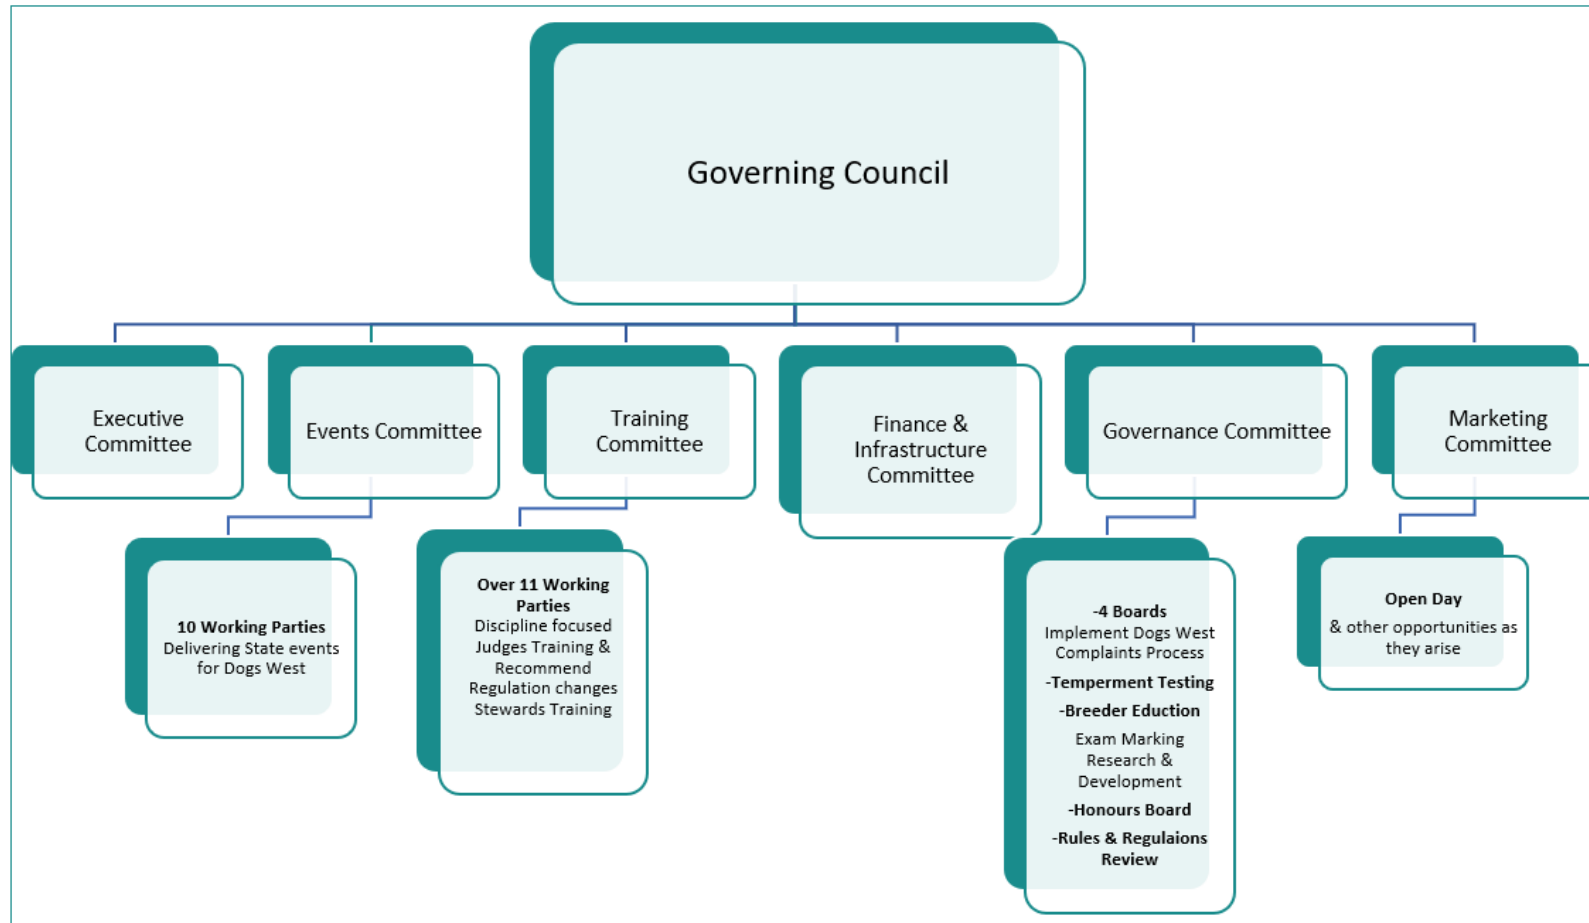 Governing Council
Executive
Committee
Events Committee
Training
Committee
Finance &
Infrastructure
Committee
Governance Committee
Marketing
Committee
10 Working Parties
Delivering State events
for Dogs West
Over 11 Working
Parties
Discipline focused
Judges Training &
Recommend
Regulation changes
Stewards Training
-4 Boards
Implement Dogs West
Complaints Process
-Temperment Testing
-Breeder Eduction
Exam Marking
Research &
Development
-Honours Board
-Rules & Regulaions
Review
Open Day
& other opportunities as
they arise